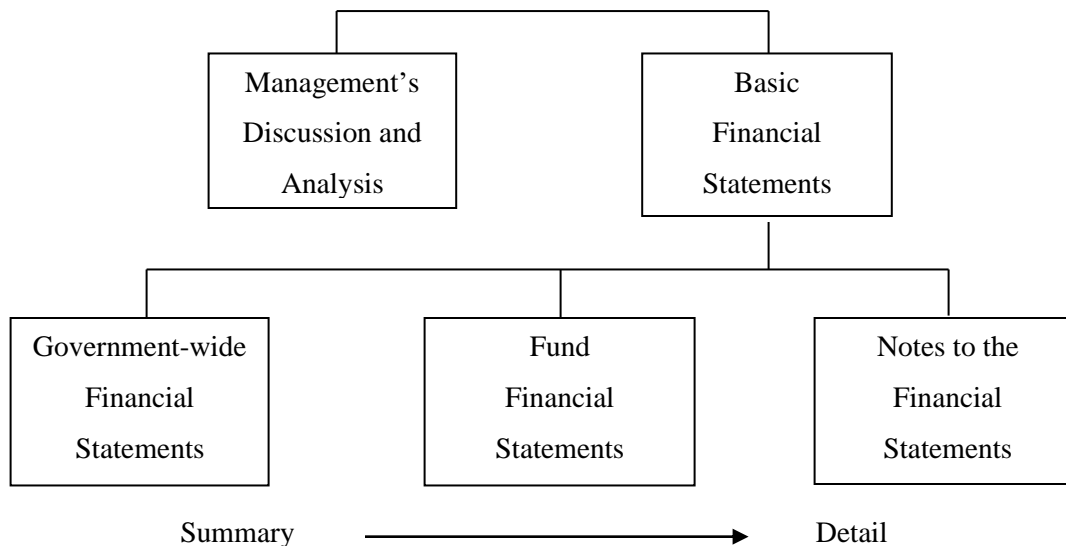 Management’s
Discussion and
Analysis
Basic
Financial
Statements
Government-wide
Financial
Statements
Fund
Financial
Statements
Notes to the
Financial
Statements
Summary
Detail